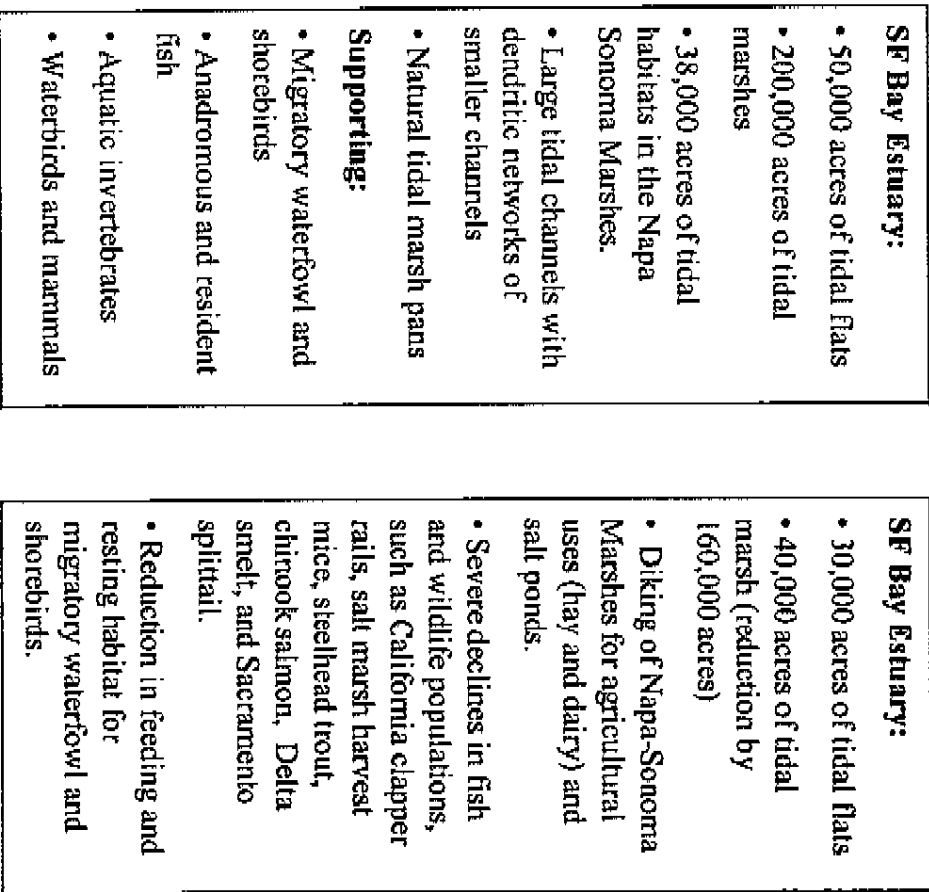 SF Bay Estuary:
• 50,000 acres of tidal flats
• 200,000 acres of tidal
marshes
• 38,000 acres of tidal
habitats in the Napa
Sonoma Marshes.
• Large tidal channels with
dendritic networks of
smaller channels
• Natural tidal marsh pans
Supporting:
• Migratory waterfowl and
shorebirds
• Anadromous and resident
fish
• Aquatic invertebrates
• Waterbirds and mammals
SF Bay Estuary:
• 30,000 acres of tidal flats
• 40,000 acres of tidal
marsh (reduction by
160,000 acres)
• Diking of Napa-Sonoma
Marshes for agricultural
uses (hay and dairy) and
salt ponds.
• Severe declines in fish
and wildlife populations,
such as California clapper
rails, salt marsh harvest
mice, steelhead trout,
chinook salmon, Delta
smelt, and Sacramento
splittail.
• Reduction in feeding and
resting habitat for
migratory waterfowl and
shorebirds.